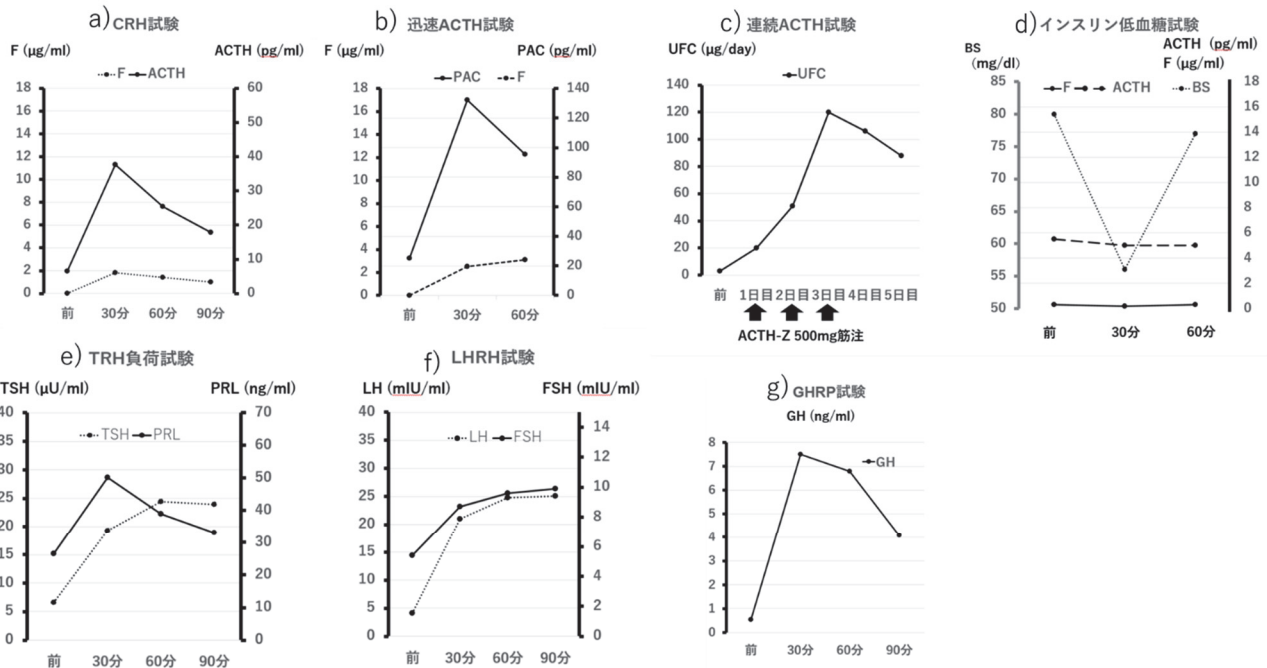 a) CRH試験
F (μg/ml) ACTH (pg/ml)
F ACTH
18 60
16
14 50
12 40
10
8 30
6 20
4
2 10
0 0
前 30分 60分 90分
b) 迅速ACTH試験
F (μg/ml) PAC (pg/ml)
PAC F
18 140
16 120
14
12 100
10 80
8 60
6
4 40
2 20
0 0
前 30分 60分
c) 連続ACTH試験
UFC (μg/day)
UFC
140
120
100
80
60
40
20
0
前 1日目 2日目 3日目 4日目 5日目
ACTH-Z 500mg筋注
d) インスリン低血糖試験
BS ACTH (pg/ml)
(mg/dl) F (μg/ml)
F ACTH BS
85 18
80 16
75 14
70 12
65 10
60 8
55 6
50 4
2
0
前 30分 60分
e) TRH負荷試験
TSH (μU/ml) PRL (ng/ml)
TSH PRL
40 70
35 60
30 50
25 40
20 30
15 20
10
5 10
0 0
前 30分 60分 90分
f) LHRH試験
LH (mIU/ml) FSH (mIU/ml)
LH FSH
40 14
35 12
30 10
25 8
20 6
15 4
10 2
5 0
0
前 30分 60分 90分
g) GHRP試験
GH (ng/ml)
GH
8
7
6
5
4
3
2
1
0
前 30分 60分 90分